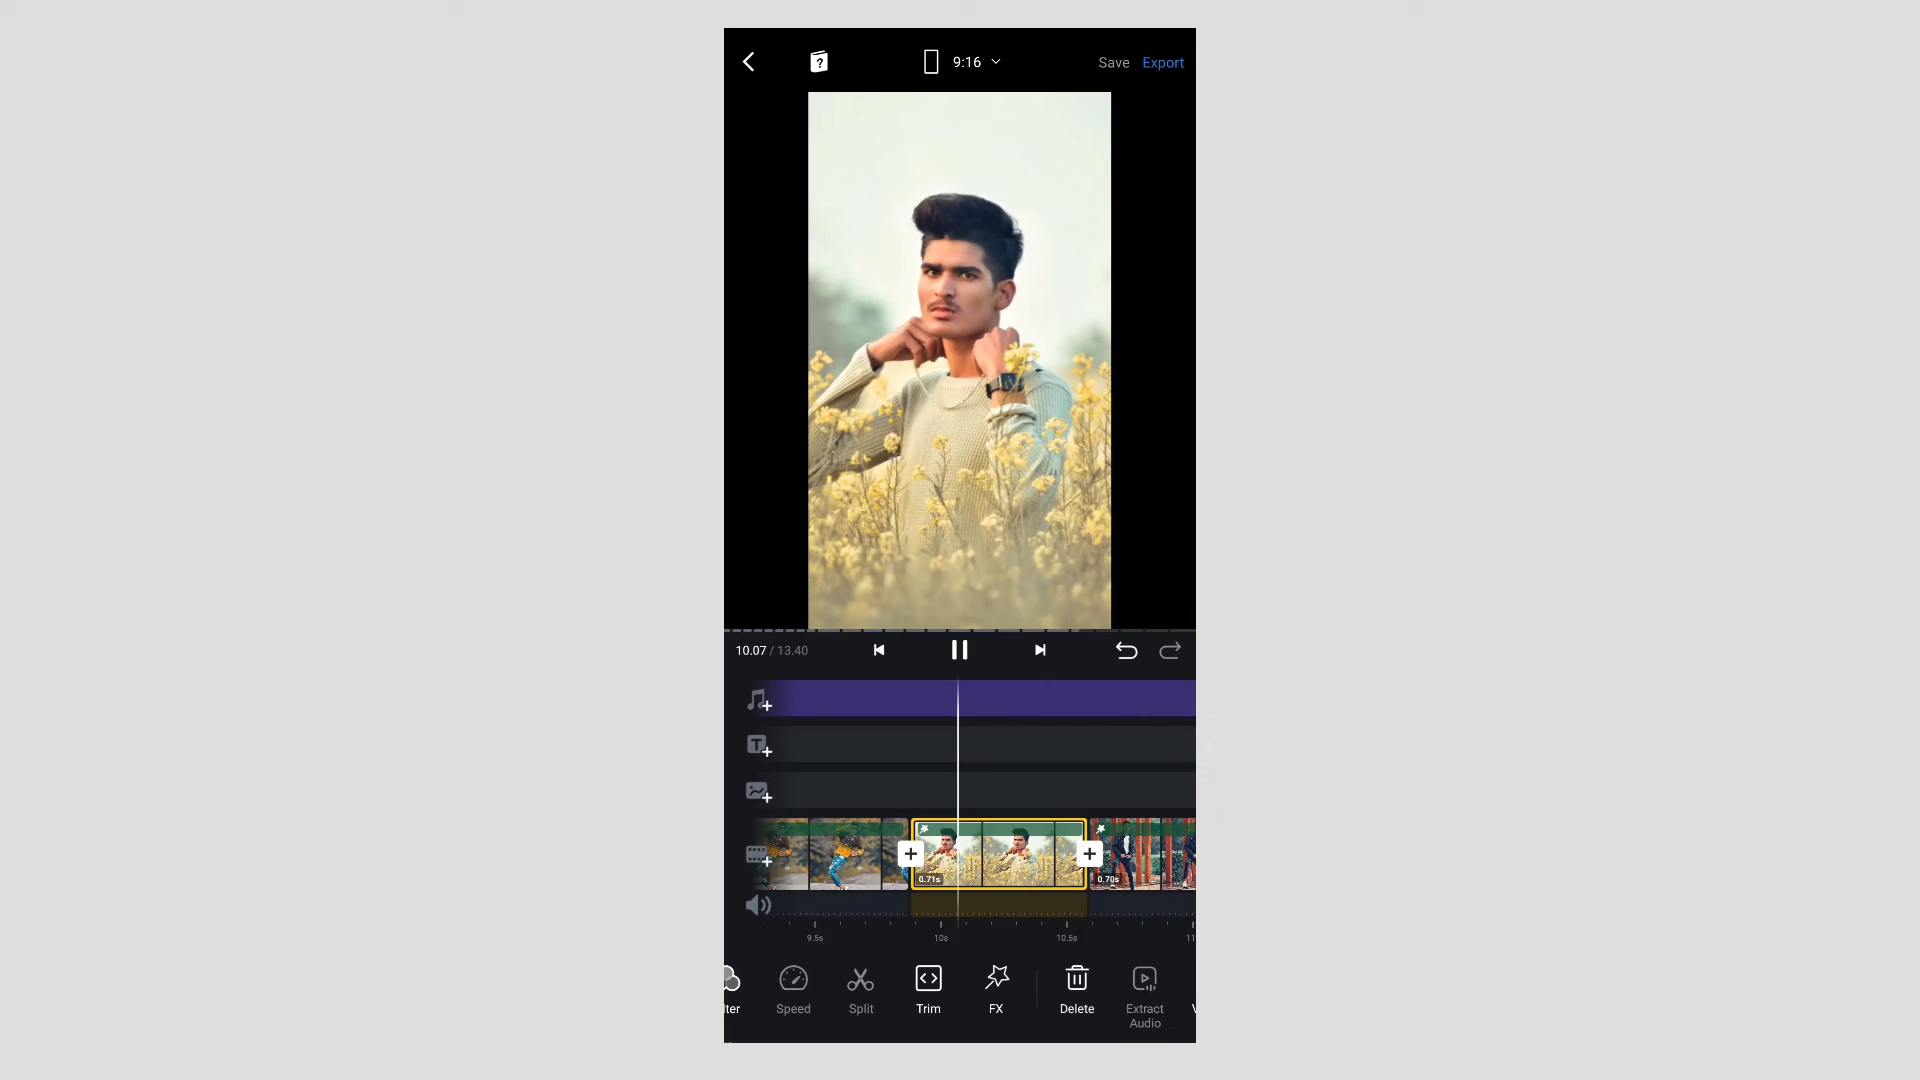 9:16
Save Export
10.07 / 13.40
0.71s
0.70s
9.5s
10s
10.5s
11
lter
Speed
Split
Trim
FX
Delete
Extract
Audio